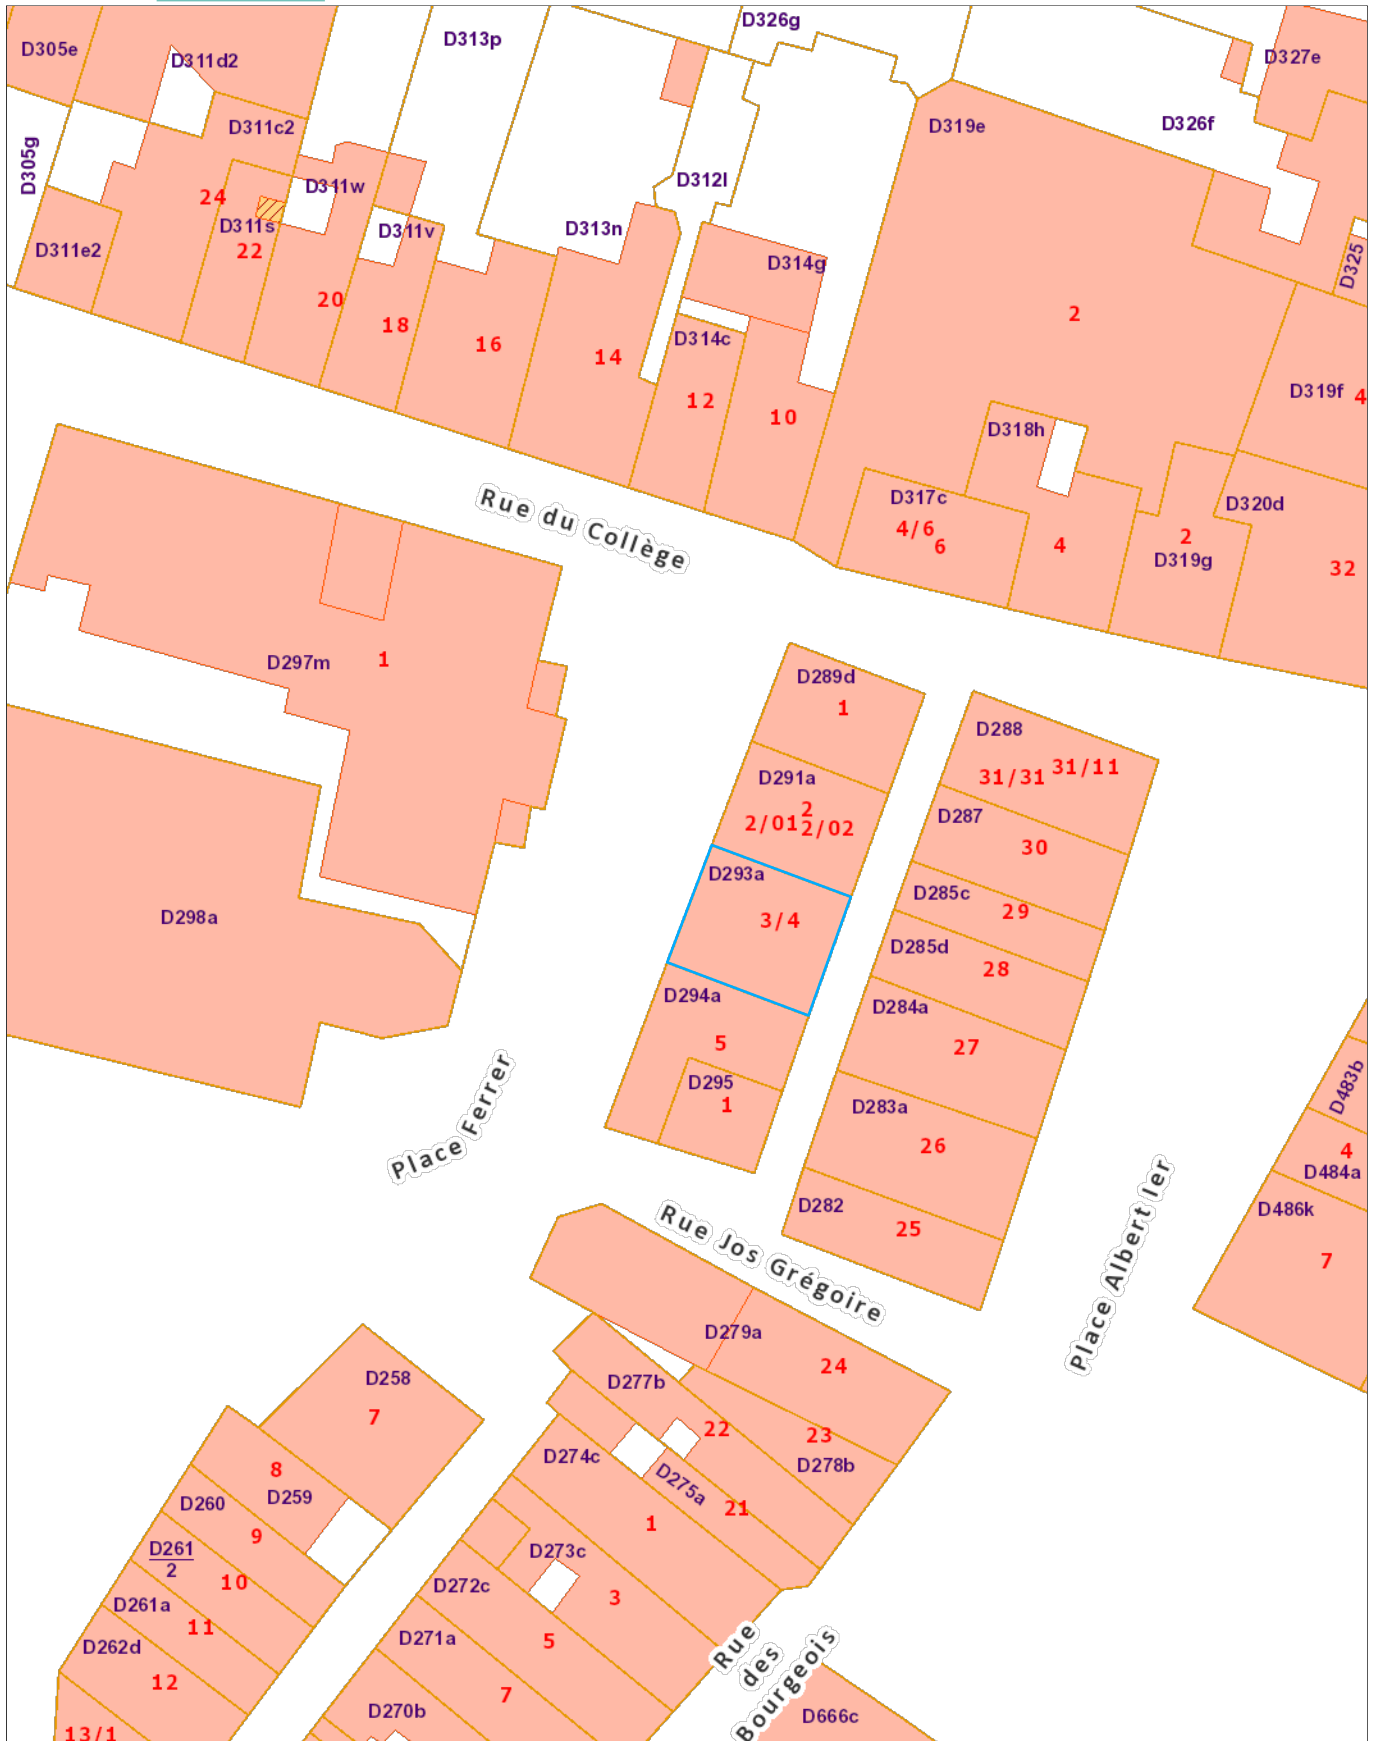 D326g
D313p
D305e
D311d2
D327e
D326f
D311c2
D319e
D305g
D312l
D311w
24
D311s
D313n
D311v
D311e2
22
D314g
D325
20
2
18
D314c
16
14
D319f
4
12
10
D318h
D317c
D320d
Rue du Collège
4/6
6
4
2
D319g
32
D297m
1
D289d
1
D288
31/31
31/11
D291a
2
2/01
2/02
D287
30
D293a
3/4
D285c
29
D298a
D285d
28
D294a
D284a
5
27
D295
1
D483b
D283a
26
Place Ferrer
4
D484a
D282
25
D486k
Rue Jos Grégoire
Place Albert Ier
7
D279a
24
D258
D277b
7
22
23
D274c
D278b
8
D259
D275a
D260
21
9
1
D261
2
D273c
10
D272c
3
D261a
11
D271a
5
D262d
Rue
des
Bourgeois
12
7
D270b
D666c
13/1